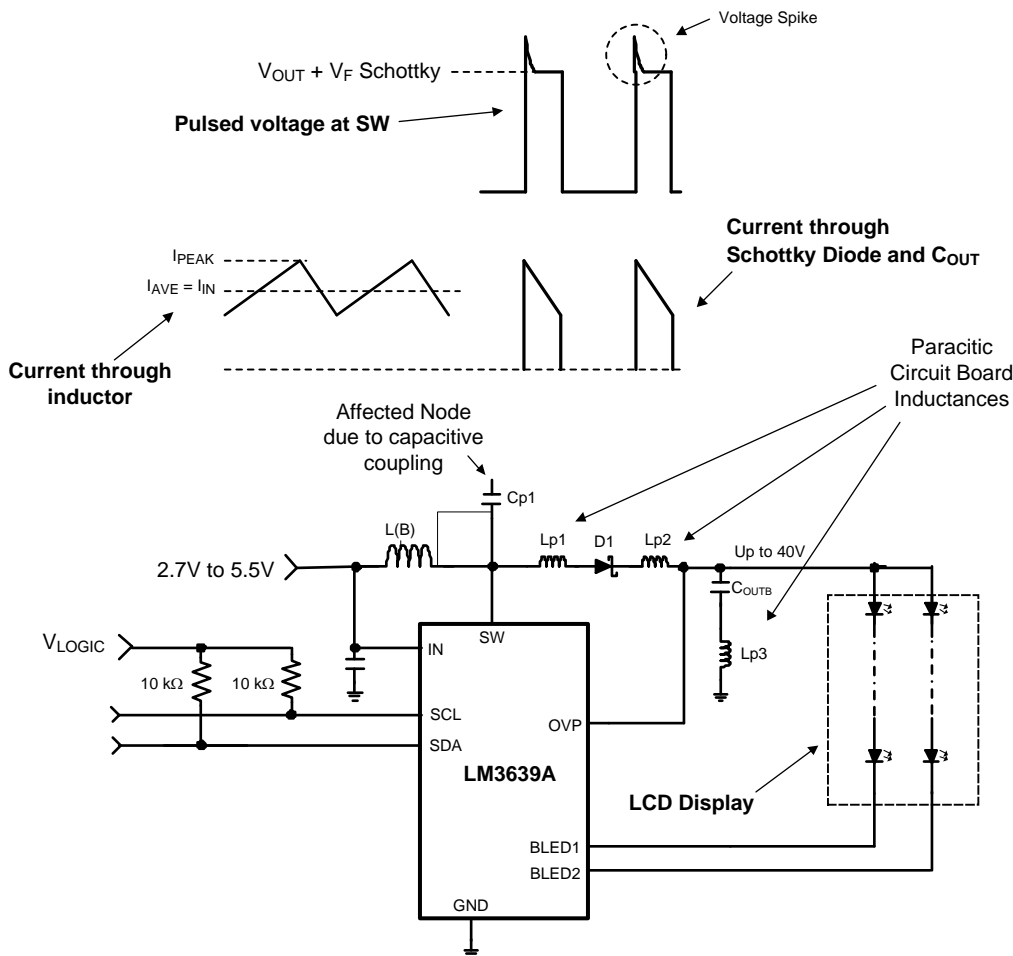 Voltage Spike
VOUT + VF Schottky
Pulsed voltage at SW
Current through
Schottky Diode and COUT
IPEAK
IAVE = IIN
Current through
inductor
Paracitic
Circuit Board
Inductances
Affected Node
due to capacitive
coupling
Cp1
L(B)
Lp1
D1
Lp2
Up to 40V
2.7V to 5.5V
COUTB
SW
VLOGIC
IN
Lp3
10 kΩ
10 kΩ
SCL
OVP
SDA
LM3639A
LCD Display
BLED1
BLED2
GND